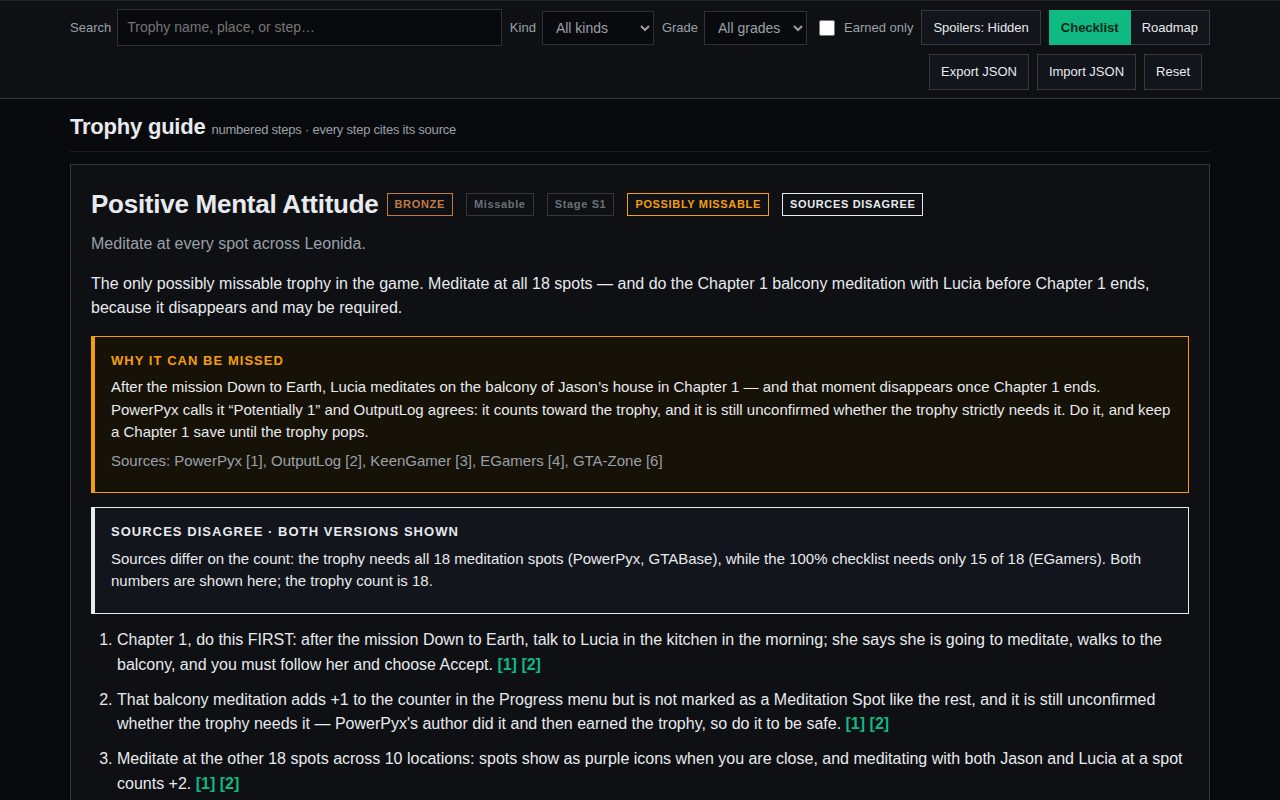 Search Trophy name, place, or step… Kind All kinds Grade All grades Earned only Spoilers: Hidden Checklist Roadmap
Export JSON Import JSON Reset
Trophy guide numbered steps · every step cites its source
Positive Mental Attitude BRONZE Missable Stage S1 POSSIBLY MISSABLE SOURCES DISAGREE
Meditate at every spot across Leonida.
The only possibly missable trophy in the game. Meditate at all 18 spots — and do the Chapter 1 balcony meditation with Lucia before Chapter 1 ends,
because it disappears and may be required.
WHY IT CAN BE MISSED
After the mission Down to Earth, Lucia meditates on the balcony of Jason’s house in Chapter 1 — and that moment disappears once Chapter 1 ends.
PowerPyx calls it “Potentially 1” and OutputLog agrees: it counts toward the trophy, and it is still unconfirmed whether the trophy strictly needs it. Do it, and keep
a Chapter 1 save until the trophy pops.
Sources: PowerPyx [1], OutputLog [2], KeenGamer [3], EGamers [4], GTA-Zone [6]
SOURCES DISAGREE · BOTH VERSIONS SHOWN
Sources differ on the count: the trophy needs all 18 meditation spots (PowerPyx, GTABase), while the 100% checklist needs only 15 of 18 (EGamers). Both
numbers are shown here; the trophy count is 18.
1. Chapter 1, do this FIRST: after the mission Down to Earth, talk to Lucia in the kitchen in the morning; she says she is going to meditate, walks to the
balcony, and you must follow her and choose Accept. [1] [2]
2. That balcony meditation adds +1 to the counter in the Progress menu but is not marked as a Meditation Spot like the rest, and it is still unconfirmed
whether the trophy needs it — PowerPyx's author did it and then earned the trophy, so do it to be safe. [1] [2]
3. Meditate at the other 18 spots across 10 locations: spots show as purple icons when you are close, and meditating with both Jason and Lucia at a spot
counts +2. [1] [2]